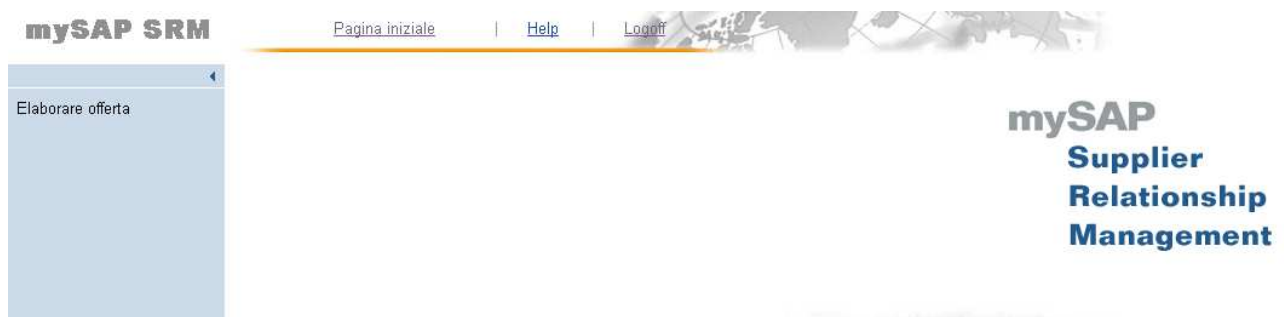 mySAP SRM
Pagina iniziale | Help | Logoff
Elaborare offerta
mySAP
Supplier
Relationship
Management